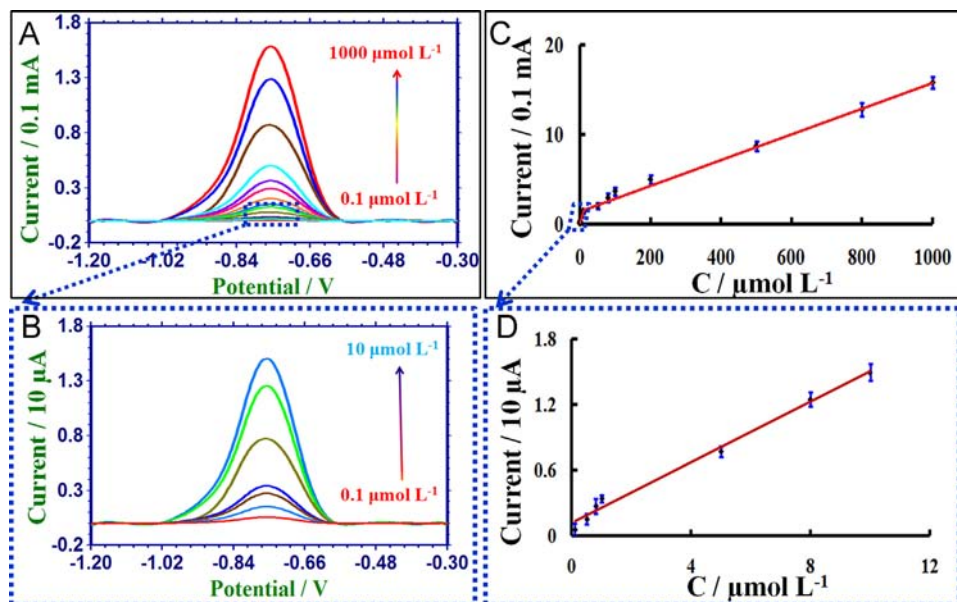 A
1.8
1.3
0.8
0.3
-0.2
Current / 0.1 mA
1000 µmol L-1
0.1 µmol L-1
-1.20 -1.02 -0.84 -0.66 -0.48 -0.30
Potential / V
C
20
10
0
Current / 0.1 mA
0 200 400 600 800 1000
C / µmol L-1
B
1.8
1.3
0.8
0.3
-0.2
Current / 10 µA
10 µmol L-1
0.1 µmol L-1
-1.20 -1.02 -0.84 -0.66 -0.48 -0.30
Potential / V
D
1.8
1.2
0.6
0
Current / 10 µA
0 4 8 12
C / µmol L-1